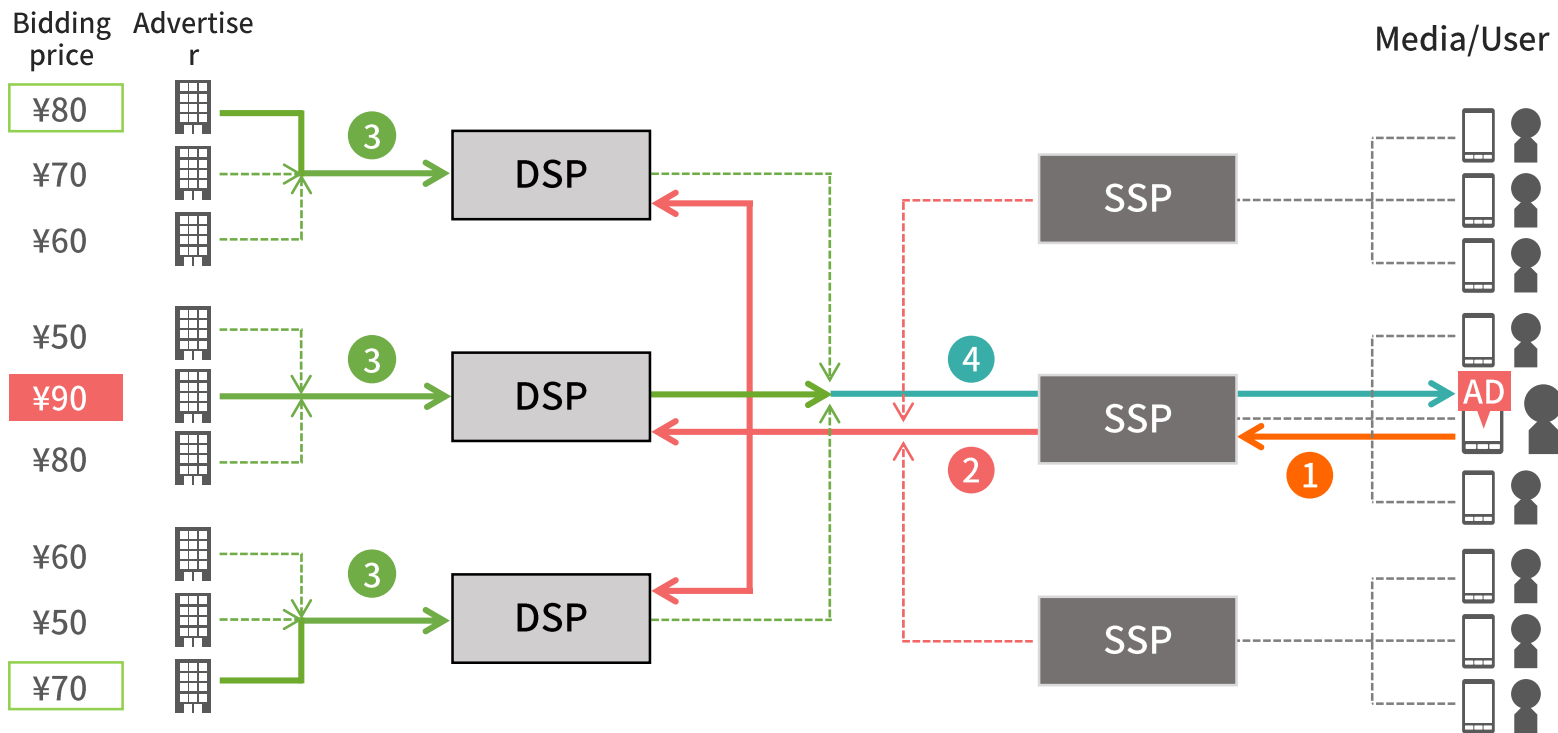 Bidding
price
Advertise
r
Media/User
¥80
¥70
¥60
¥50
¥90
¥80
¥60
¥50
¥70
3
3
3
DSP
DSP
DSP
4
2
SSP
SSP
SSP
1
AD